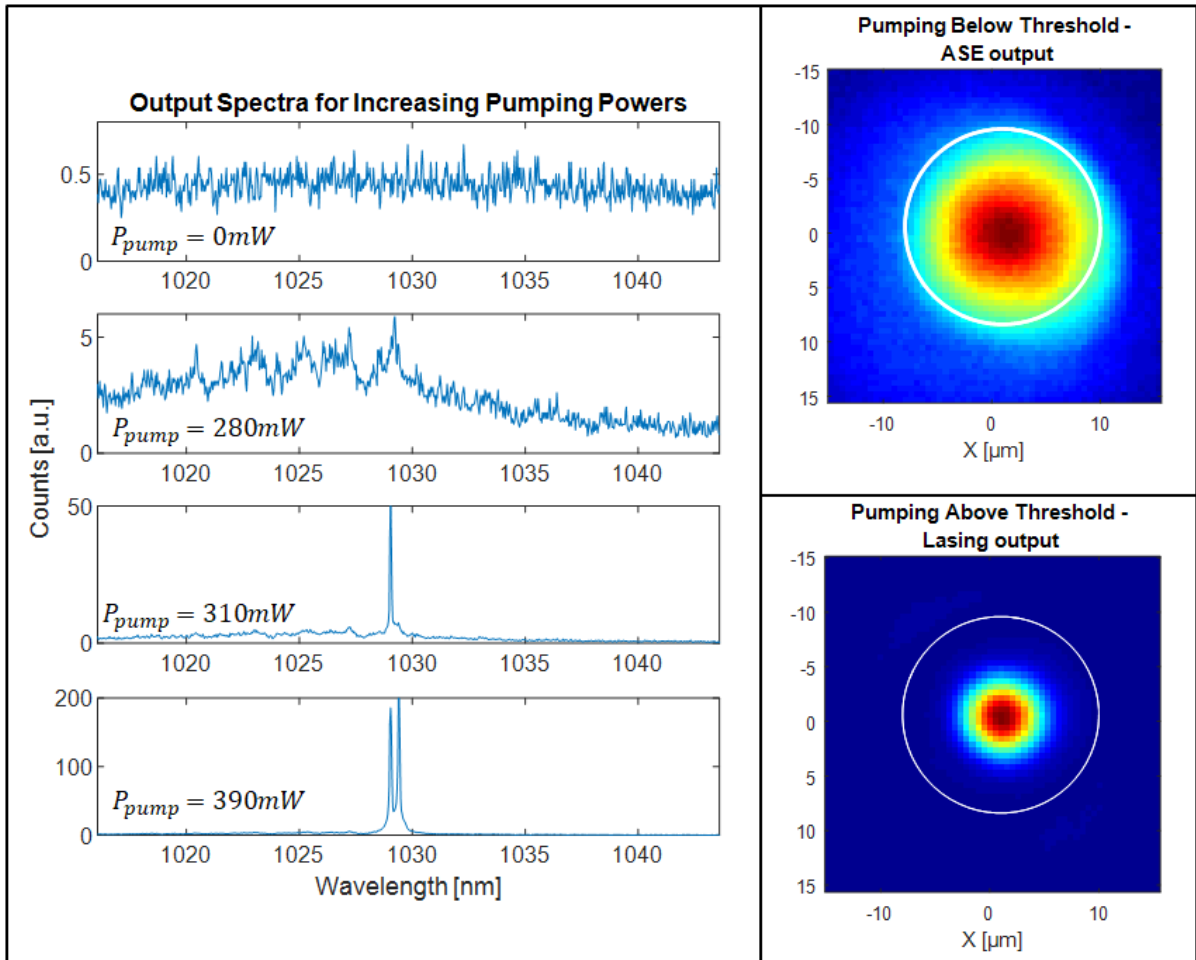 Output Spectra for Increasing Pumping Powers
Counts [a.u.]
0.5
0
P_pump = 0mW
1020 1025 1030 1035 1040
5
0
P_pump = 280mW
1020 1025 1030 1035 1040
50
0
P_pump = 310mW
1020 1025 1030 1035 1040
200
100
0
P_pump = 390mW
1020 1025 1030 1035 1040
Wavelength [nm]
Pumping Below Threshold -
ASE output
-15
-10
-5
0
5
10
15
-10 0 10
X [µm]
Pumping Above Threshold -
Lasing output
-15
-10
-5
0
5
10
15
-10 0 10
X [µm]